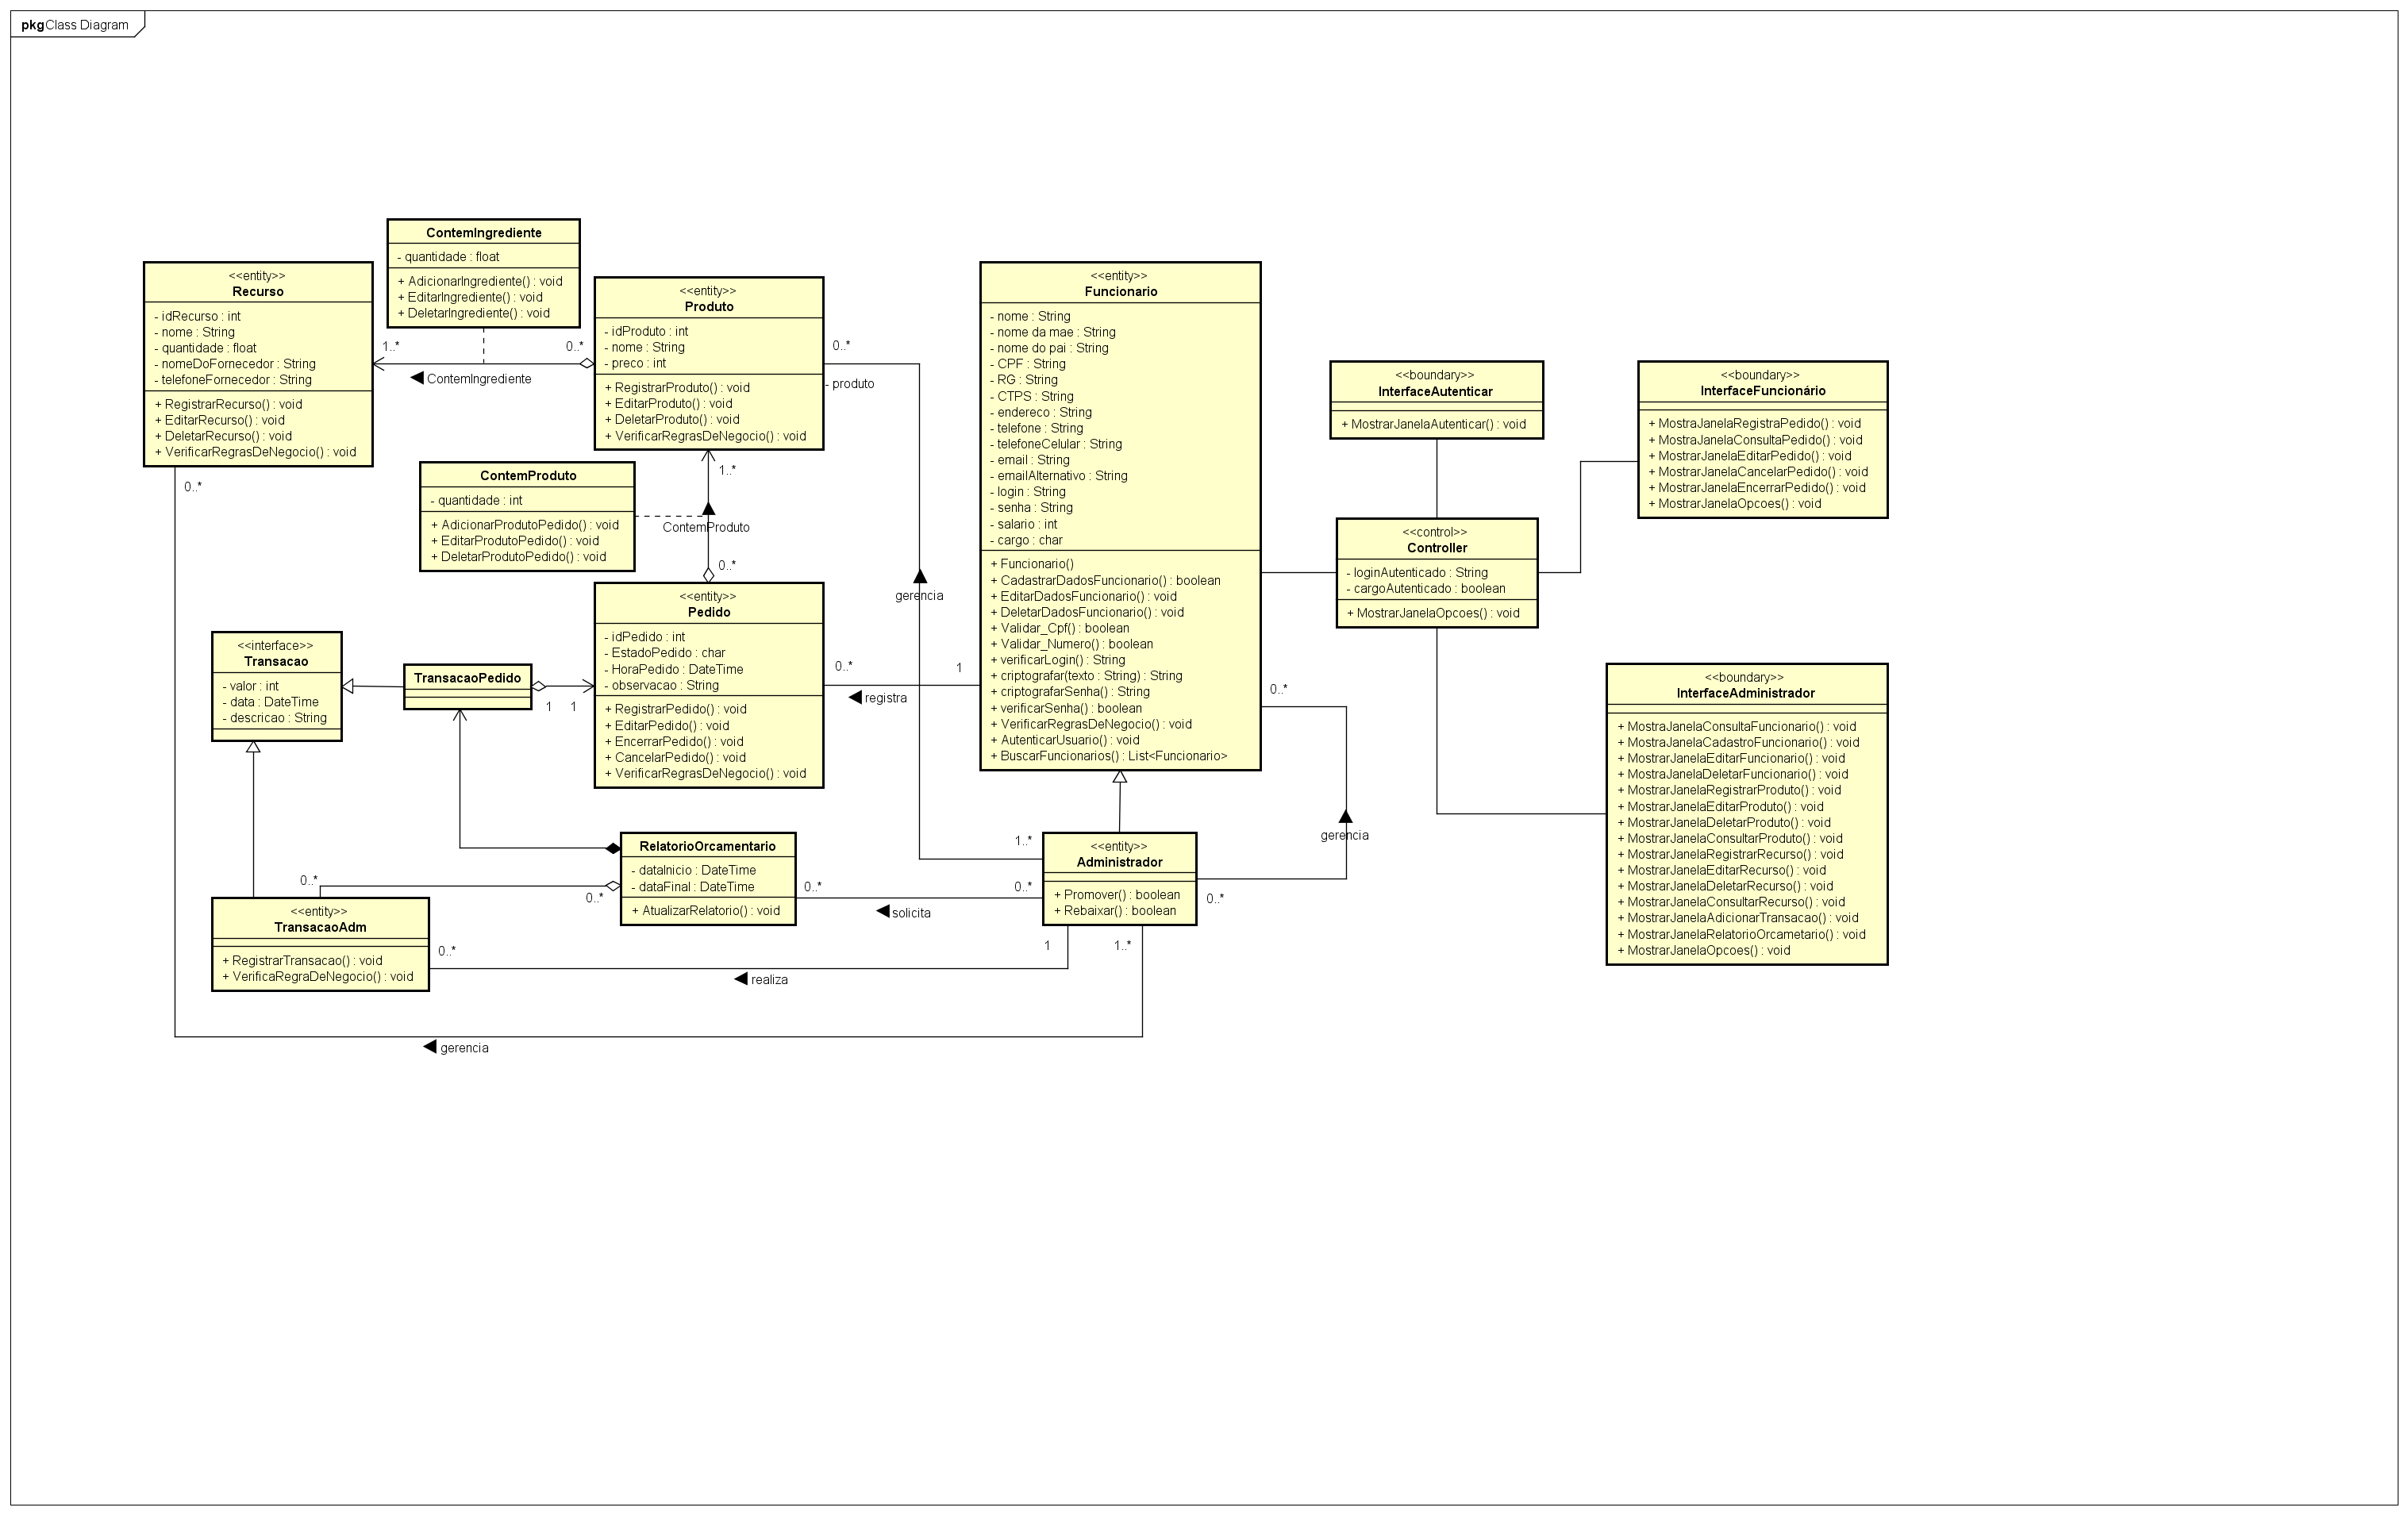 pkg Class Diagram
ContemIngrediente
- quantidade : float
+ AdicionarIngrediente() : void
+ EditarIngrediente() : void
+ DeletarIngrediente() : void
<<entity>>
Recurso
- idRecurso : int
- nome : String
- quantidade : float
- nomeDoFornecedor : String
- telefoneFornecedor : String
+ RegistrarRecurso() : void
+ EditarRecurso() : void
+ DeletarRecurso() : void
+ VerificarRegrasDeNegocio() : void
1..*
0..*
ContemIngrediente
0..*
<<entity>>
Produto
- idProduto : int
- nome : String
- preco : int
+ RegistrarProduto() : void
+ EditarProduto() : void
+ DeletarProduto() : void
+ VerificarRegrasDeNegocio() : void
0..*
- produto
1..*
ContemProduto
- quantidade : int
+ AdicionarProdutoPedido() : void
+ EditarProdutoPedido() : void
+ DeletarProdutoPedido() : void
ContemProduto
0..*
gerencia
<<entity>>
Pedido
- idPedido : int
- EstadoPedido : char
- HoraPedido : DateTime
- observacao : String
+ RegistrarPedido() : void
+ EditarPedido() : void
+ EncerrarPedido() : void
+ CancelarPedido() : void
+ VerificarRegrasDeNegocio() : void
0..*
1
registra
<<interface>>
Transacao
- valor : int
- data : DateTime
- descricao : String
TransacaoPedido
1
1
<<entity>>
Funcionario
- nome : String
- nome da mae : String
- nome do pai : String
- CPF : String
- RG : String
- CTPS : String
- endereco : String
- telefone : String
- telefoneCelular : String
- email : String
- emailAlternativo : String
- login : String
- senha : String
- salario : int
- cargo : char
+ Funcionario()
+ CadastrarDadosFuncionario() : boolean
+ EditarDadosFuncionario() : void
+ DeletarDadosFuncionario() : void
+ Validar_Cpf() : boolean
+ Validar_Numero() : boolean
+ verificarLogin() : String
+ criptografar(texto : String) : String
+ criptografarSenha() : String
+ verificarSenha() : boolean
+ VerificarRegrasDeNegocio() : void
+ AutenticarUsuario() : void
+ BuscarFuncionarios() : List<Funcionario>
0..*
gerencia
<<boundary>>
InterfaceAutenticar
+ MostrarJanelaAutenticar() : void
<<boundary>>
InterfaceFuncionário
+ MostraJanelaRegistraPedido() : void
+ MostraJanelaConsultaPedido() : void
+ MostrarJanelaEditarPedido() : void
+ MostrarJanelaCancelarPedido() : void
+ MostrarJanelaEncerrarPedido() : void
+ MostrarJanelaOpcoes() : void
<<control>>
Controller
- loginAutenticado : String
- cargoAutenticado : boolean
+ MostrarJanelaOpcoes() : void
<<boundary>>
InterfaceAdministrador
+ MostraJanelaConsultaFuncionario() : void
+ MostraJanelaCadastroFuncionario() : void
+ MostrarJanelaEditarFuncionario() : void
+ MostraJanelaDeletarFuncionario() : void
+ MostrarJanelaRegistrarProduto() : void
+ MostrarJanelaEditarProduto() : void
+ MostrarJanelaDeletarProduto() : void
+ MostrarJanelaConsultarProduto() : void
+ MostrarJanelaRegistrarRecurso() : void
+ MostrarJanelaEditarRecurso() : void
+ MostrarJanelaDeletarRecurso() : void
+ MostrarJanelaConsultarRecurso() : void
+ MostrarJanelaAdicionarTransacao() : void
+ MostrarJanelaRelatorioOrcametario() : void
+ MostrarJanelaOpcoes() : void
RelatorioOrcamentario
- dataInicio : DateTime
- dataFinal : DateTime
+ AtualizarRelatorio() : void
0..*
0..*
0..*
solicita
1..*
0..*
<<entity>>
Administrador
+ Promover() : boolean
+ Rebaixar() : boolean
0..*
<<entity>>
TransacaoAdm
+ RegistrarTransacao() : void
+ VerificaRegraDeNegocio() : void
0..*
1
1..*
realiza
gerencia